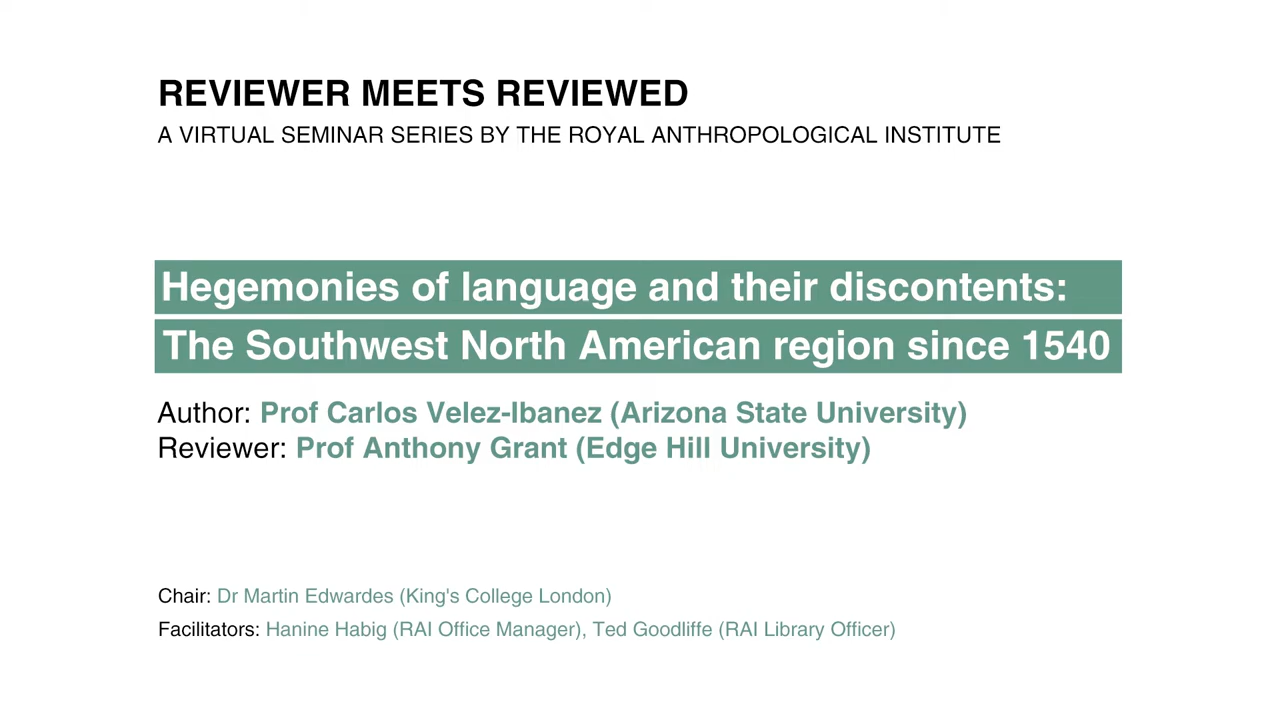 REVIEWER MEETS REVIEWED
A VIRTUAL SEMINAR SERIES BY THE ROYAL ANTHROPOLOGICAL INSTITUTE
Hegemonies of language and their discontents:
The Southwest North American region since 1540
Author: Prof Carlos Velez-Ibanez (Arizona State University)
Reviewer: Prof Anthony Grant (Edge Hill University)
Chair: Dr Martin Edwardes (King's College London)
Facilitators: Hanine Habig (RAI Office Manager), Ted Goodliffe (RAI Library Officer)